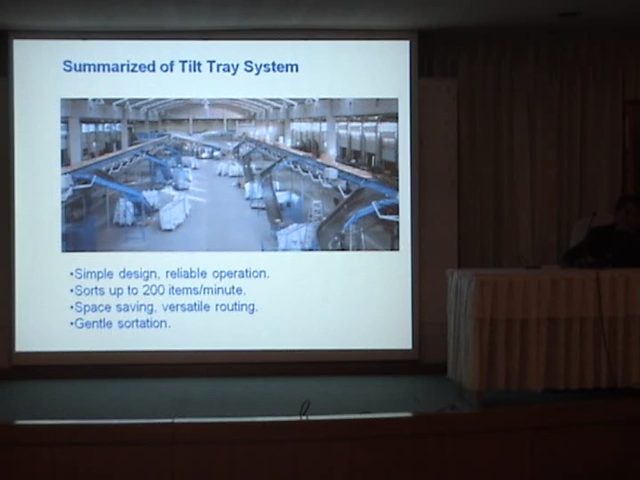 Summarized of Tilt Tray System
•Simple design, reliable operation.
•Sorts up to 200 items/minute.
•Space saving, versatile routing.
•Gentle sortation.